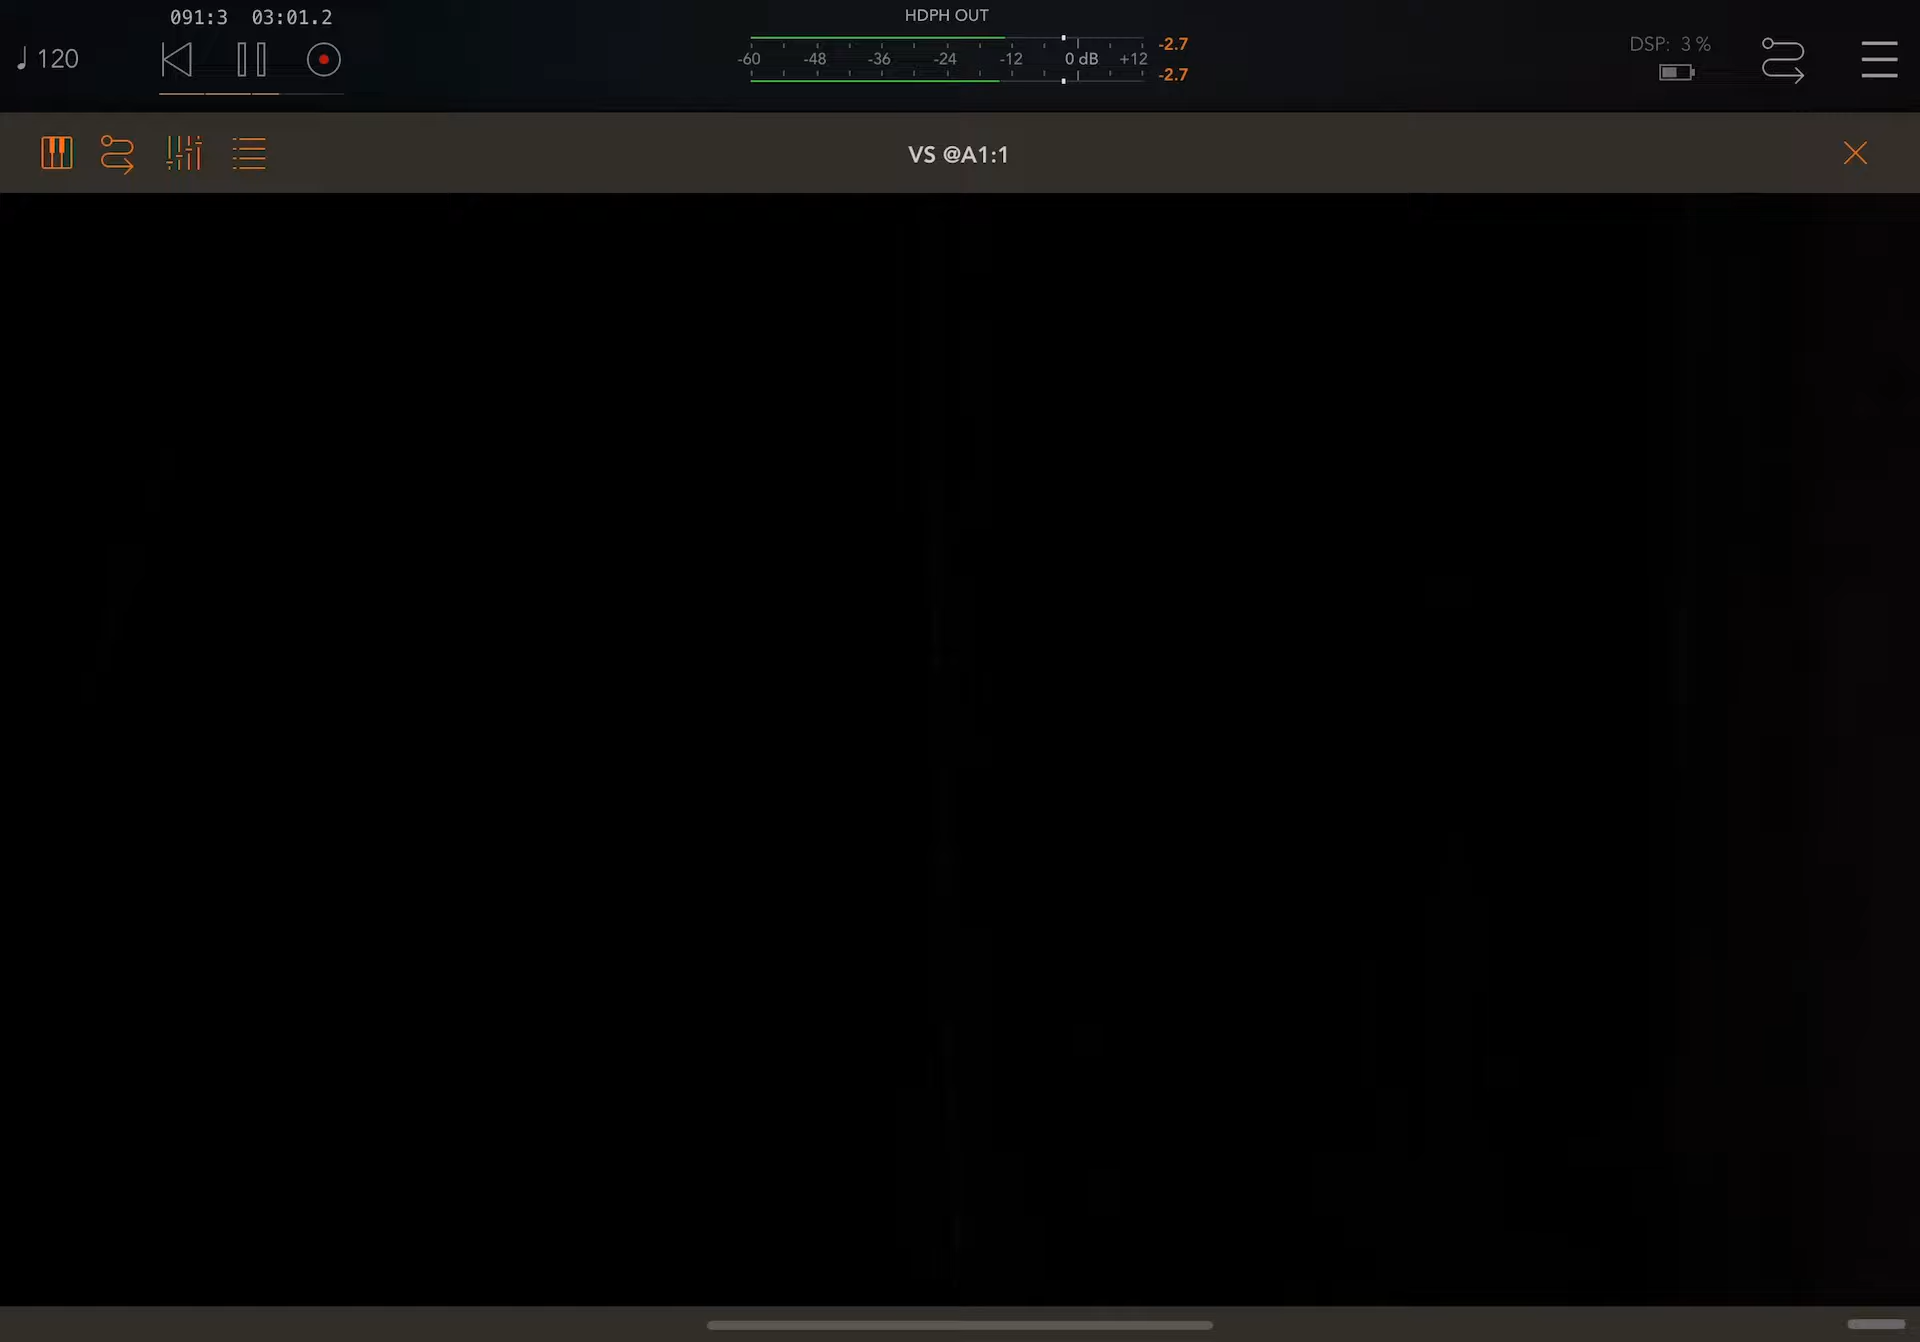 091:3 03:01.2
HDPH OUT
120
-60 -48 -36 -24 -12 0 dB +12
-2.7
-2.7
DSP: 3 %
VS @A1:1